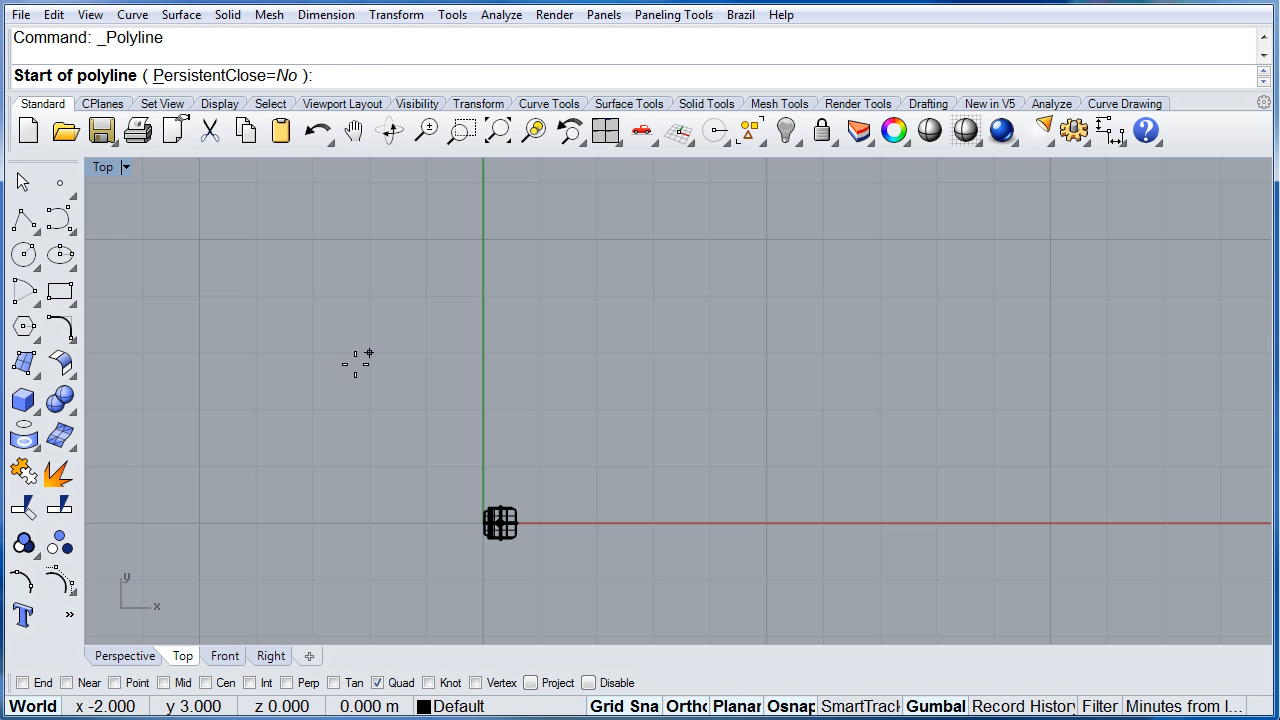 File Edit View Curve Surface Solid Mesh Dimension Transform Tools Analyze Render Panels Paneling Tools Brazil Help
Command: _Polyline
Start of polyline ( PersistentClose=No ):
Standard CPlanes Set View Display Select Viewport Layout Visibility Transform Curve Tools Surface Tools Solid Tools Mesh Tools Render Tools Drafting New in V5 Analyze Curve Drawing
Top
y
x
Perspective Top Front Right
End Near Point Mid Cen Int Perp Tan Quad Knot Vertex Project Disable
World x -2.000 y 3.000 z 0.000 0.000 m Default Grid Sna Ortho Planar Osnap SmartTrack Gumbal Record History Filter Minutes from l...